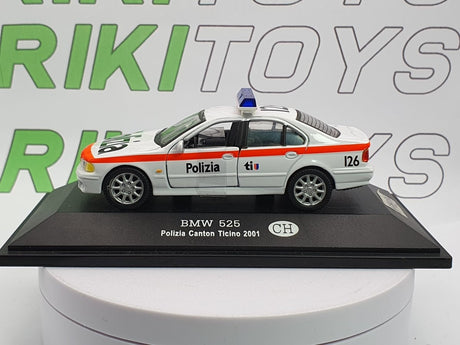 RIKITOYS
RIKITOYS
Polizia
ti
126
BMW 525
Polizia Canton Ticino 2001
CH